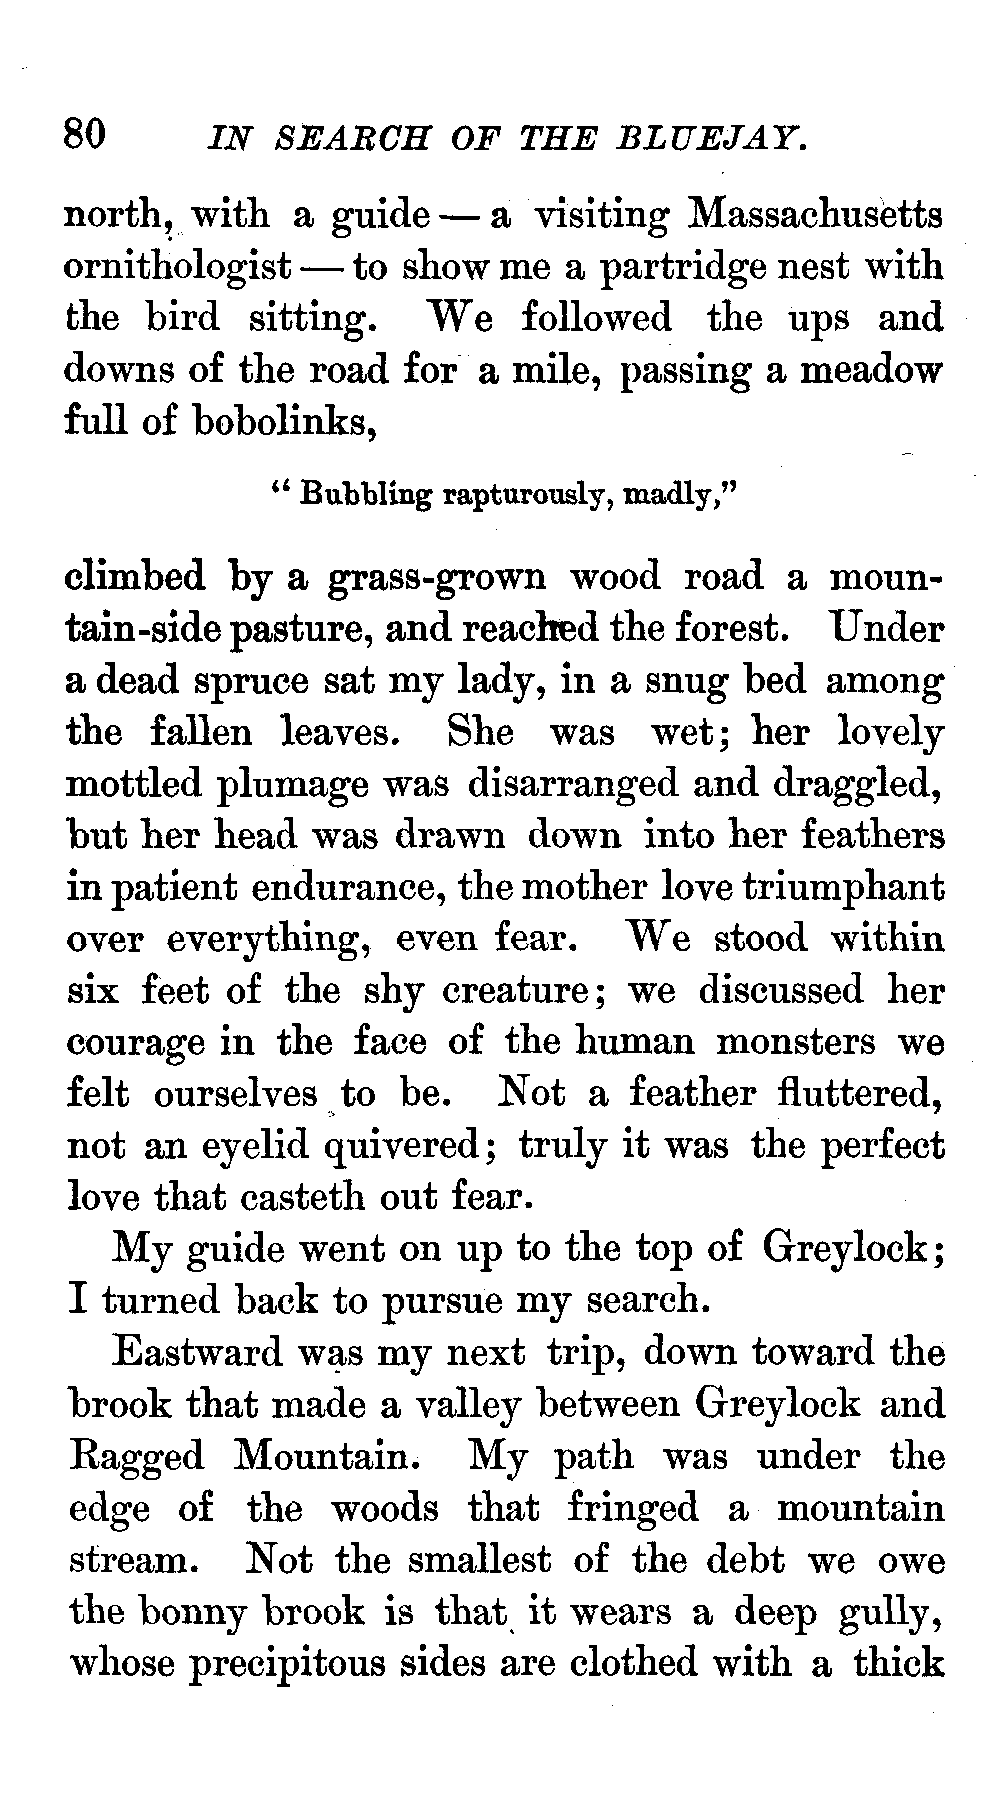 80 IN SEARCH OF THE BLUEJAY.
north, with a guide — a visiting Massachusetts
ornithologist — to show me a partridge nest with
the bird sitting. We followed the ups and
downs of the road for a mile, passing a meadow
full of bobolinks,
“ Bubbling rapturously, madly,”
climbed by a grass-grown wood road a moun-
tain-side pasture, and reached the forest. Under
a dead spruce sat my lady, in a snug bed among
the fallen leaves. She was wet; her lovely
mottled plumage was disarranged and draggled,
but her head was drawn down into her feathers
in patient endurance, the mother love triumphant
over everything, even fear. We stood within
six feet of the shy creature; we discussed her
courage in the face of the human monsters we
felt ourselves to be. Not a feather fluttered,
not an eyelid quivered; truly it was the perfect
love that casteth out fear.
My guide went on up to the top of Greylock;
I turned back to pursue my search.
Eastward was my next trip, down toward the
brook that made a valley between Greylock and
Ragged Mountain. My path was under the
edge of the woods that fringed a mountain
stream. Not the smallest of the debt we owe
the bonny brook is that it wears a deep gully,
whose precipitous sides are clothed with a thick